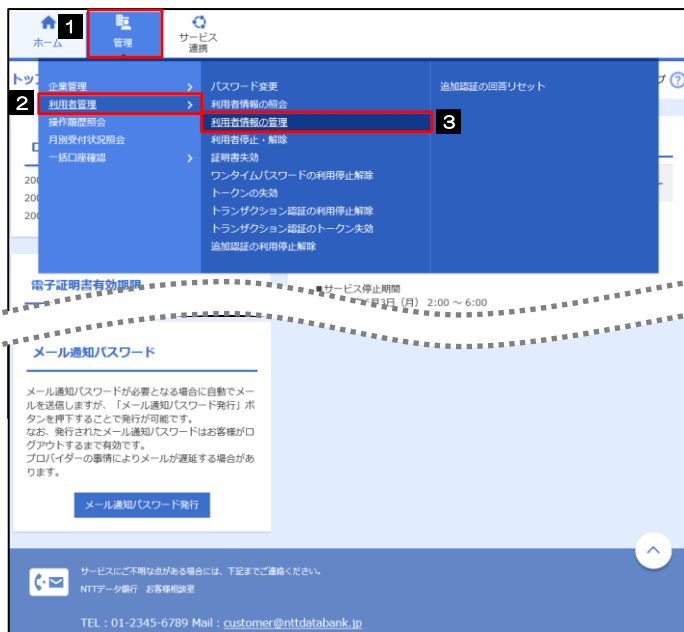 1
ホーム
管理
サービス
連携
トップ
プ ?
企業管理
2 利用者管理
操作履歴照会
月別受付状況照会
一括口座確認
パスワード変更
利用者情報の照会
利用者情報の管理 3
利用者停止・解除
証明書失効
ワンタイムパスワードの利用停止解除
トークンの失効
トランザクション認証の利用停止解除
トランザクション認証のトークン失効
追加認証の利用停止解除
追加認証の回答リセット
200
200
200
電子証明書有効期限
■サービス停止期間
月3日（月） 2:00 ～ 6:00
メール通知パスワード
メール通知パスワードが必要となる場合に自動でメー
ルを送信しますが、「メール通知パスワード発行」ボ
タンを押下することで発行が可能です。
なお、発行されたメール通知パスワードはお客様がロ
グアウトするまで有効です。
プロバイダーの事情によりメールが遅延する場合があ
ります。
メール通知パスワード発行
サービスにご不明な点がある場合には、下記までご連絡ください。
NTTデータ銀行 お客様相談室
TEL : 01-2345-6789 Mail : customer@nttdatabank.jp